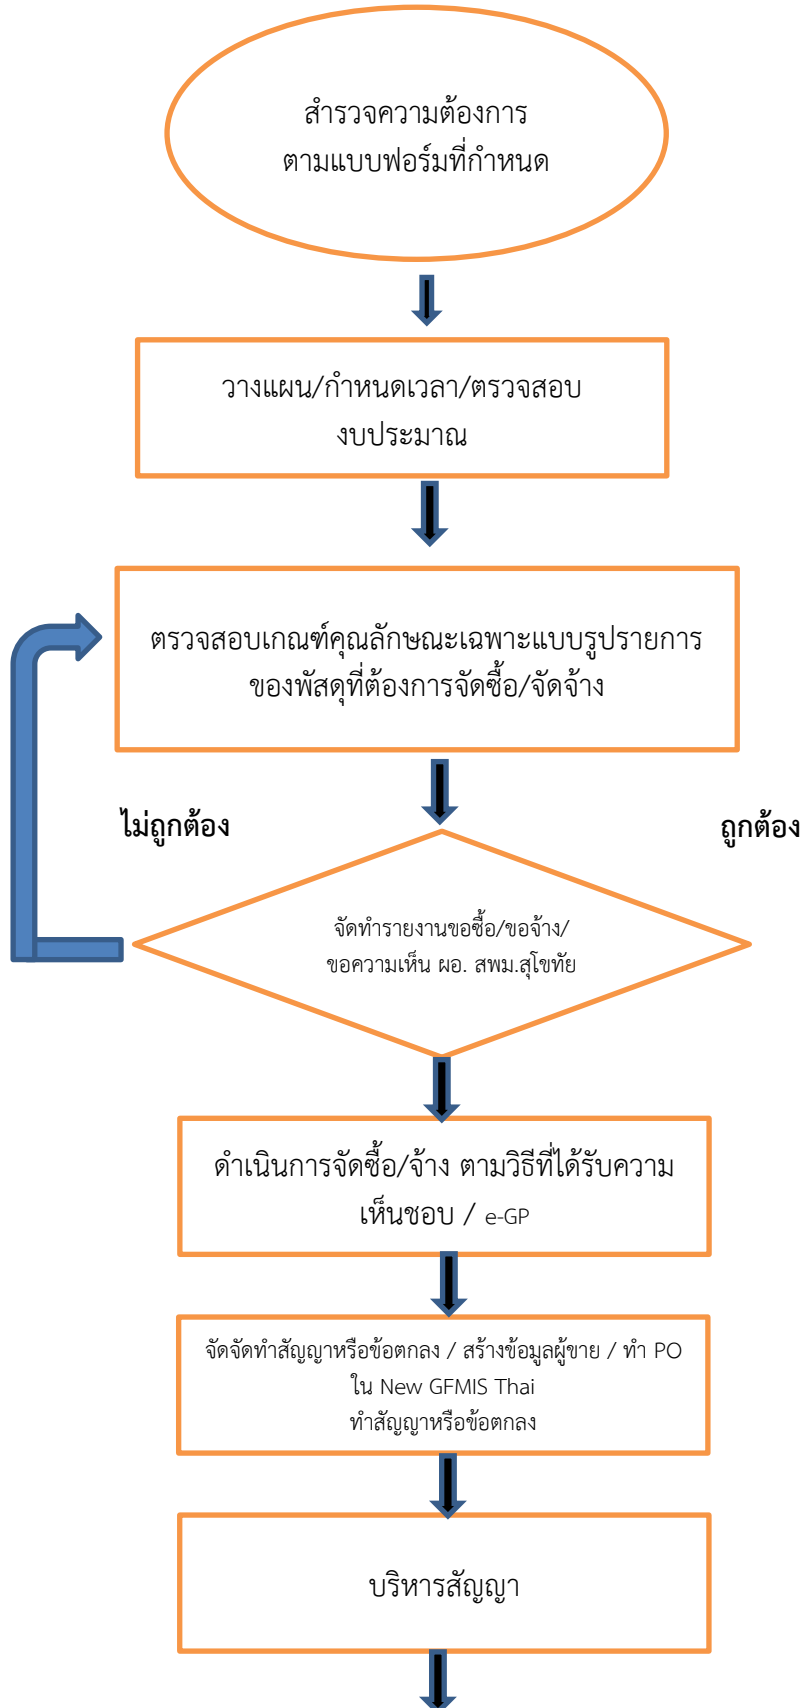 สำรวจความต้องการ
ตามแบบฟอร์มที่กำหนด
วางแผน/กำหนดเวลา/ตรวจสอบ
งบประมาณ
ตรวจสอบเกณฑ์คุณลักษณะเฉพาะแบบรูปรายการ
ของพัสดุที่ต้องการจัดซื้อ/จัดจ้าง
ไม่ถูกต้อง
ถูกต้อง
จัดทำรายงานขอซื้อ/ขอจ้าง/
ขอความเห็น ผอ. สพม.สุโขทัย
ดำเนินการจัดซื้อ/จ้าง ตามวิธีที่ได้รับความ
เห็นชอบ / e-GP
จัดจัดทำสัญญาหรือข้อตกลง / สร้างข้อมูลผู้ขาย / ทำ PO
ใน New GFMIS Thai
ทำสัญญาหรือข้อตกลง
บริหารสัญญา